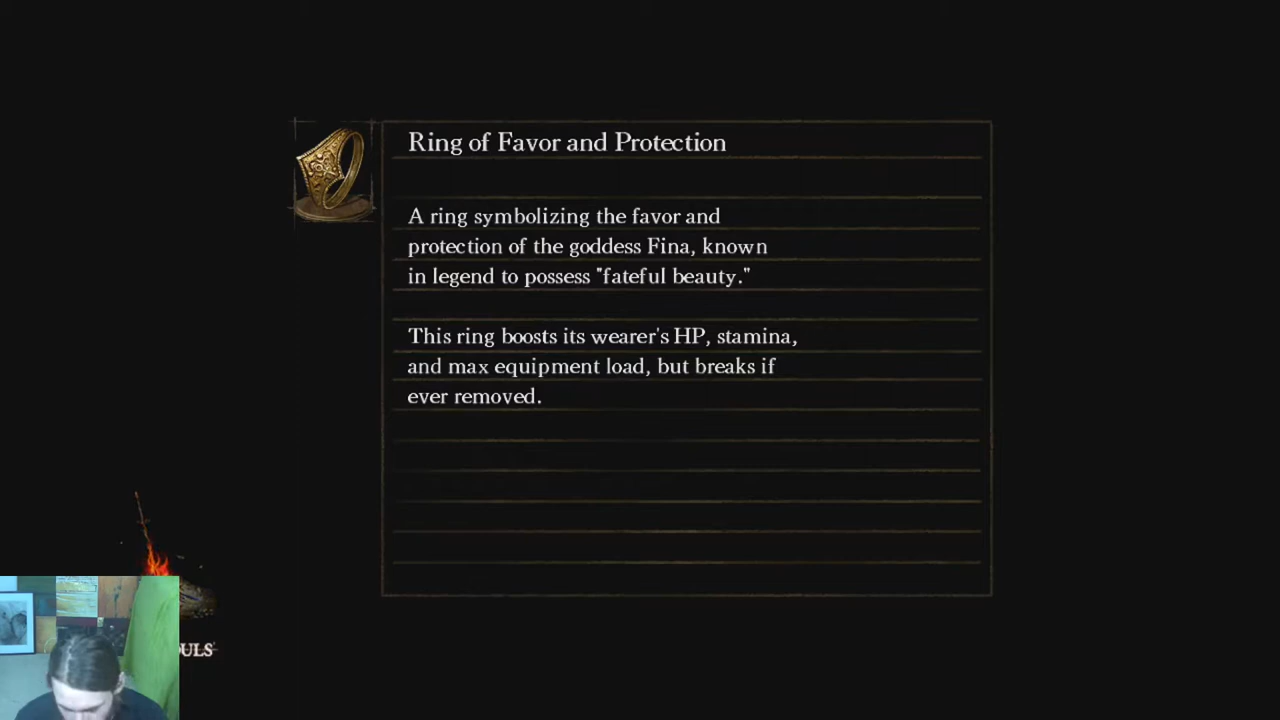 Ring of Favor and Protection
A ring symbolizing the favor and
protection of the goddess Fina, known
in legend to possess "fateful beauty."
This ring boosts its wearer's HP, stamina,
and max equipment load, but breaks if
ever removed.